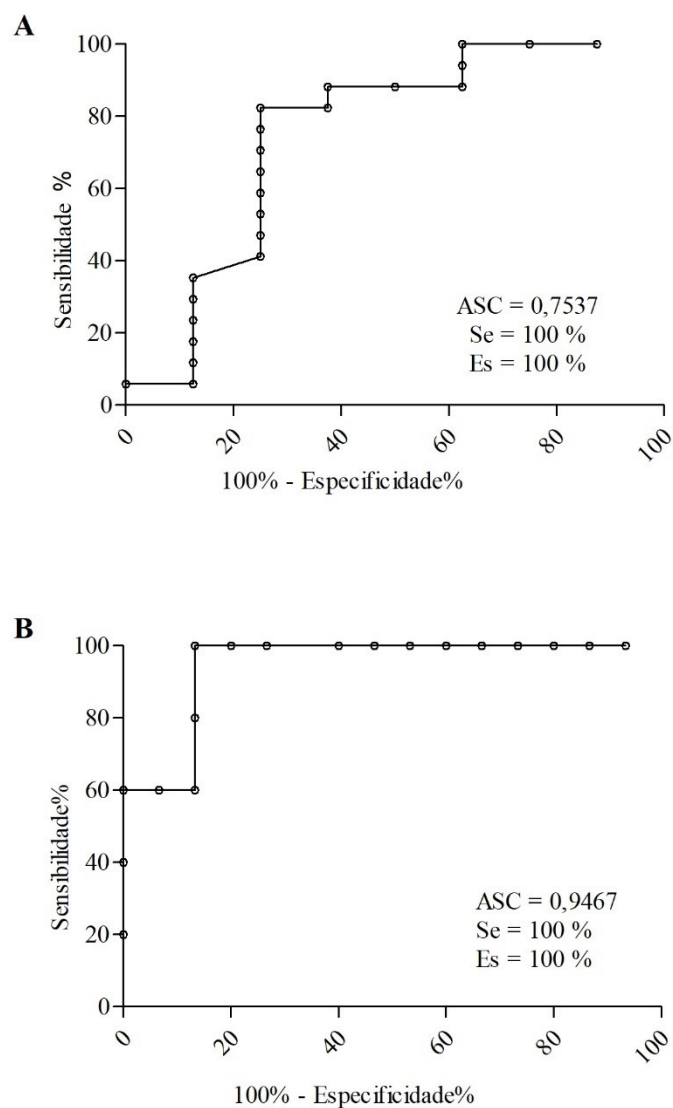 A
100
80
60
40
20
0
Sensibilidade %
ASC = 0,7537
Se = 100 %
Es = 100 %
0 20 40 60 80 100
100% - Especificidade%
B
100
80
60
40
20
0
Sensibilidade%
ASC = 0,9467
Se = 100 %
Es = 100 %
0 20 40 60 80 100
100% - Especificidade%